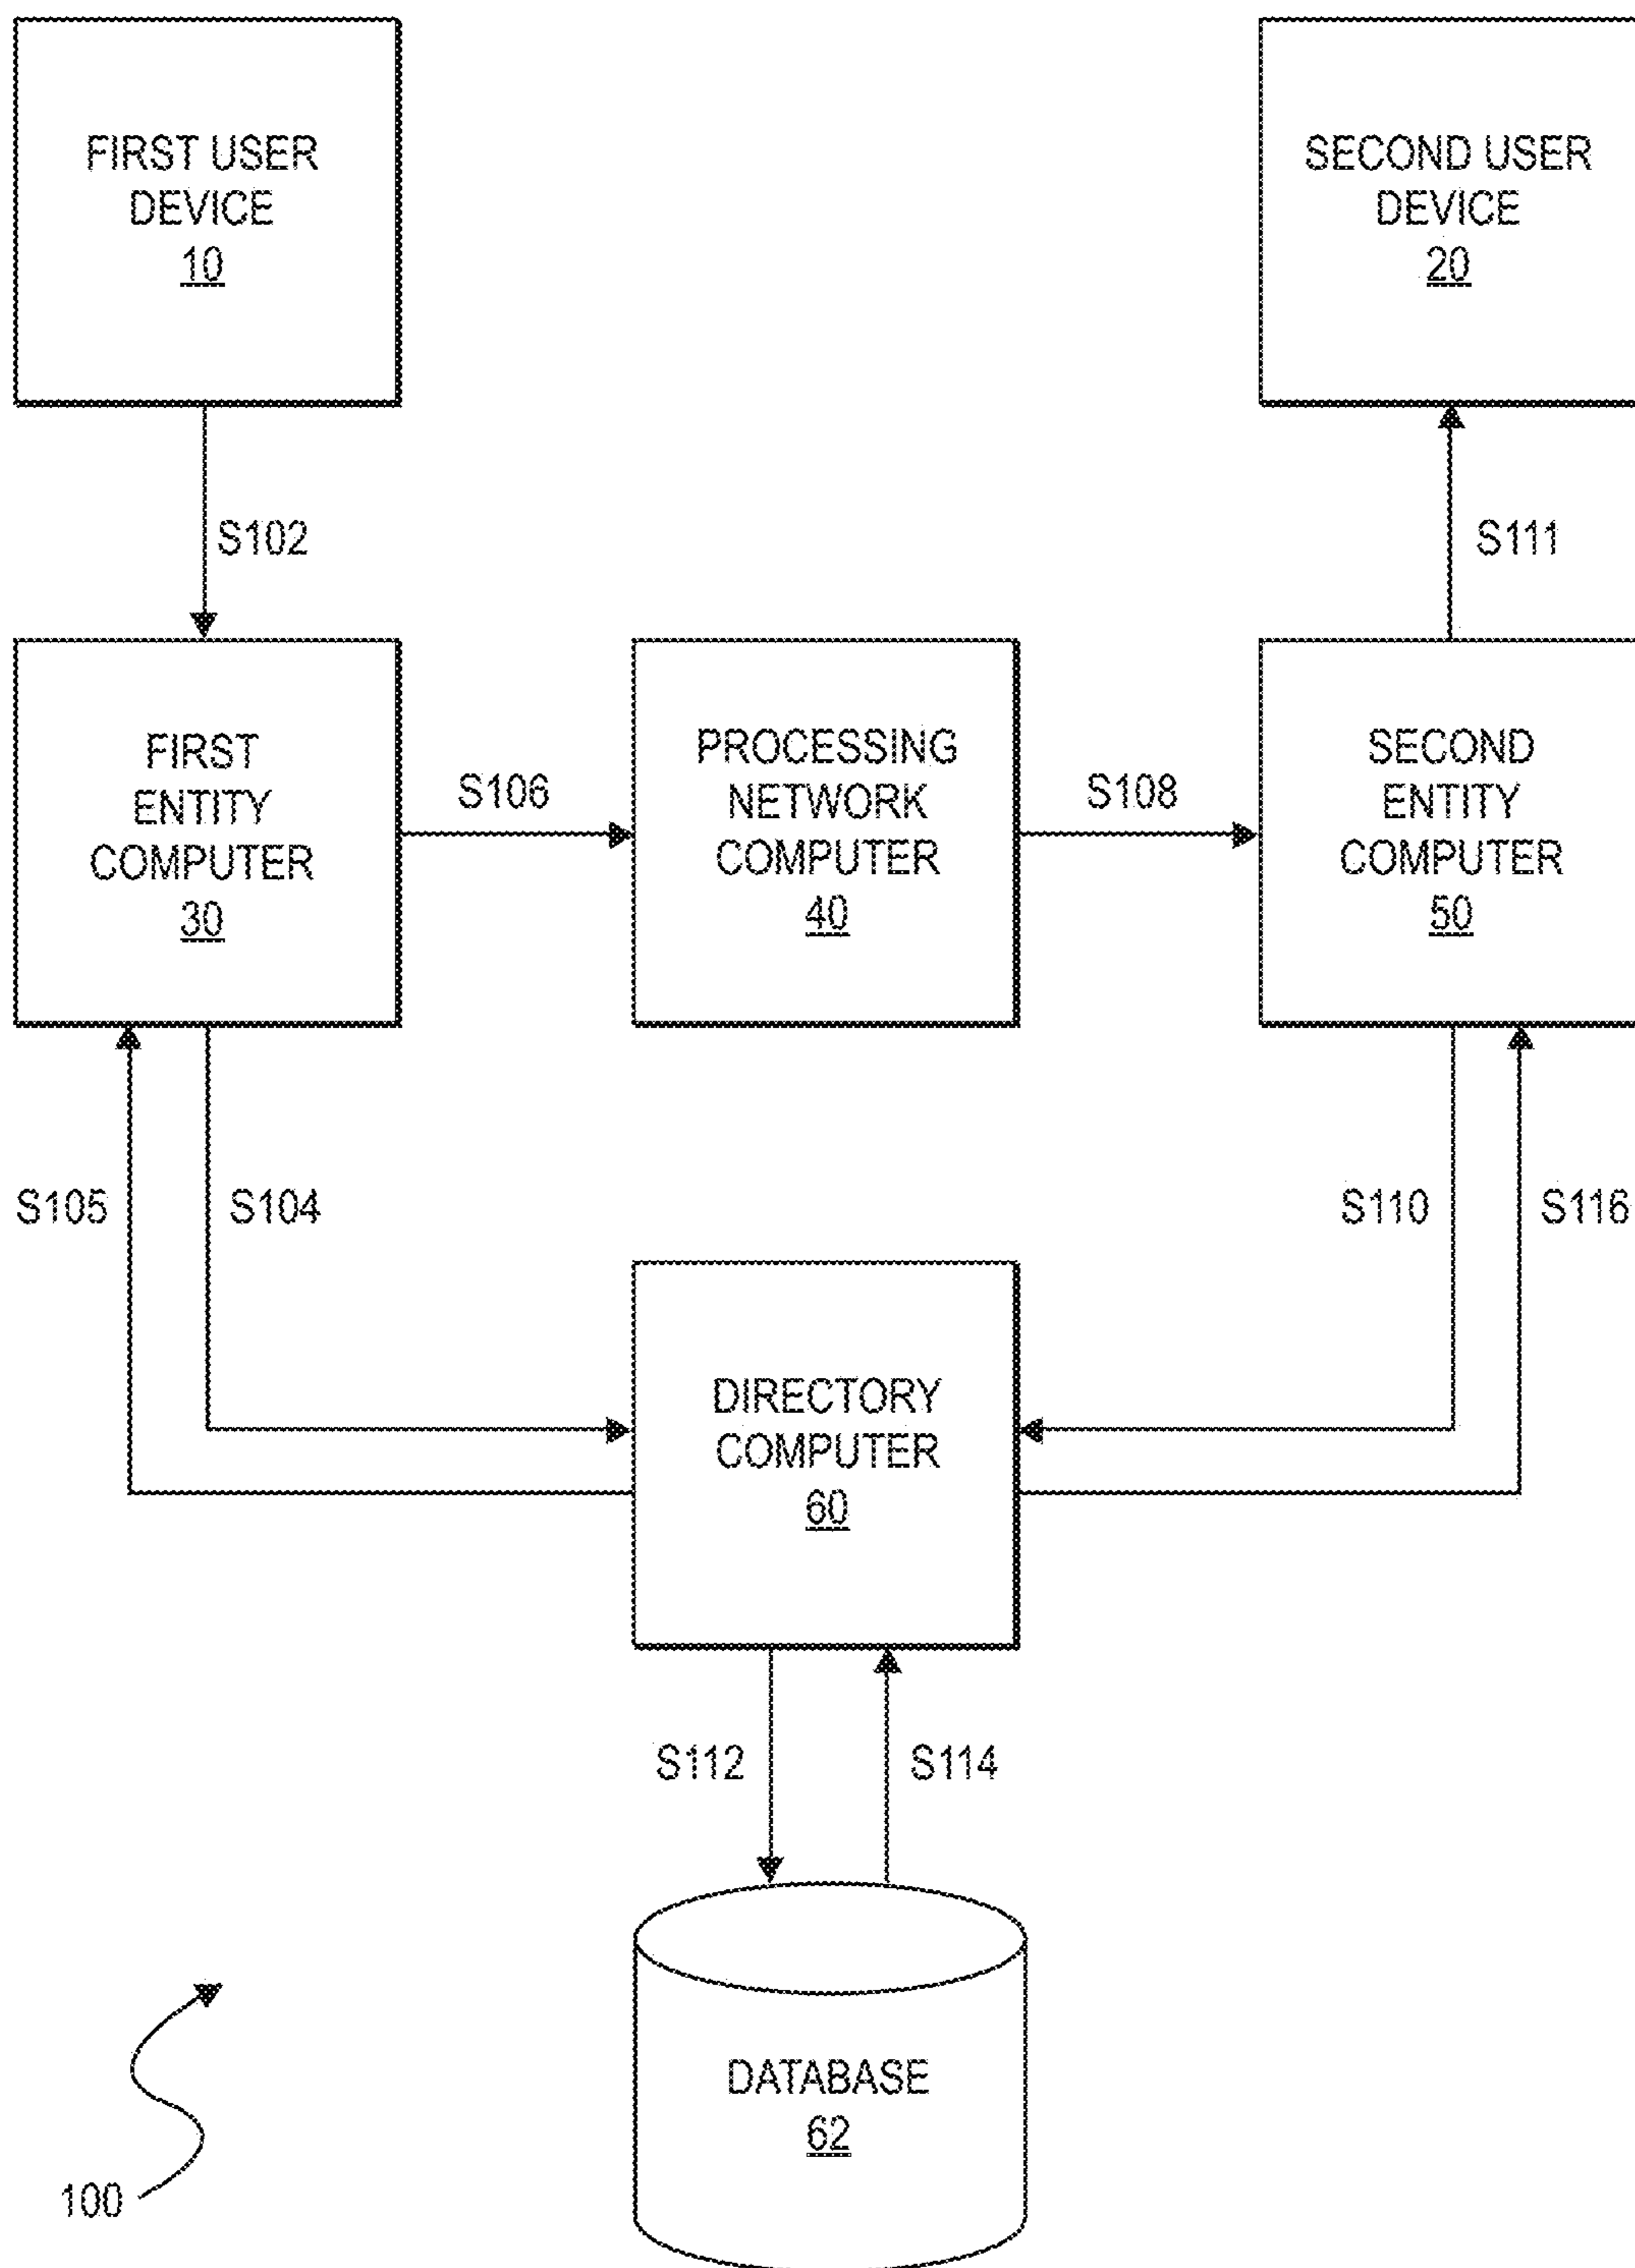 FIRST USER
DEVICE
10
SECOND USER
DEVICE
20
S102
S111
FIRST
ENTITY
COMPUTER
30
S106
PROCESSING
NETWORK
COMPUTER
40
S108
SECOND
ENTITY
COMPUTER
50
S105
S104
S110
S116
DIRECTORY
COMPUTER
60
S112
S114
DATABASE
62
100